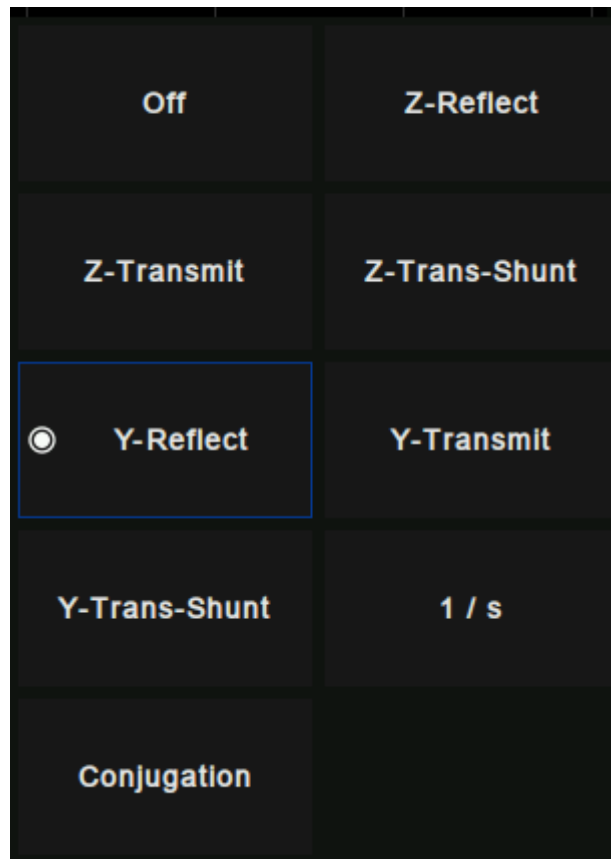 Off
Z-Reflect
Z-Transmit
Z-Trans-Shunt
Y-Reflect
Y-Transmit
Y-Trans-Shunt
1 / s
Conjugation